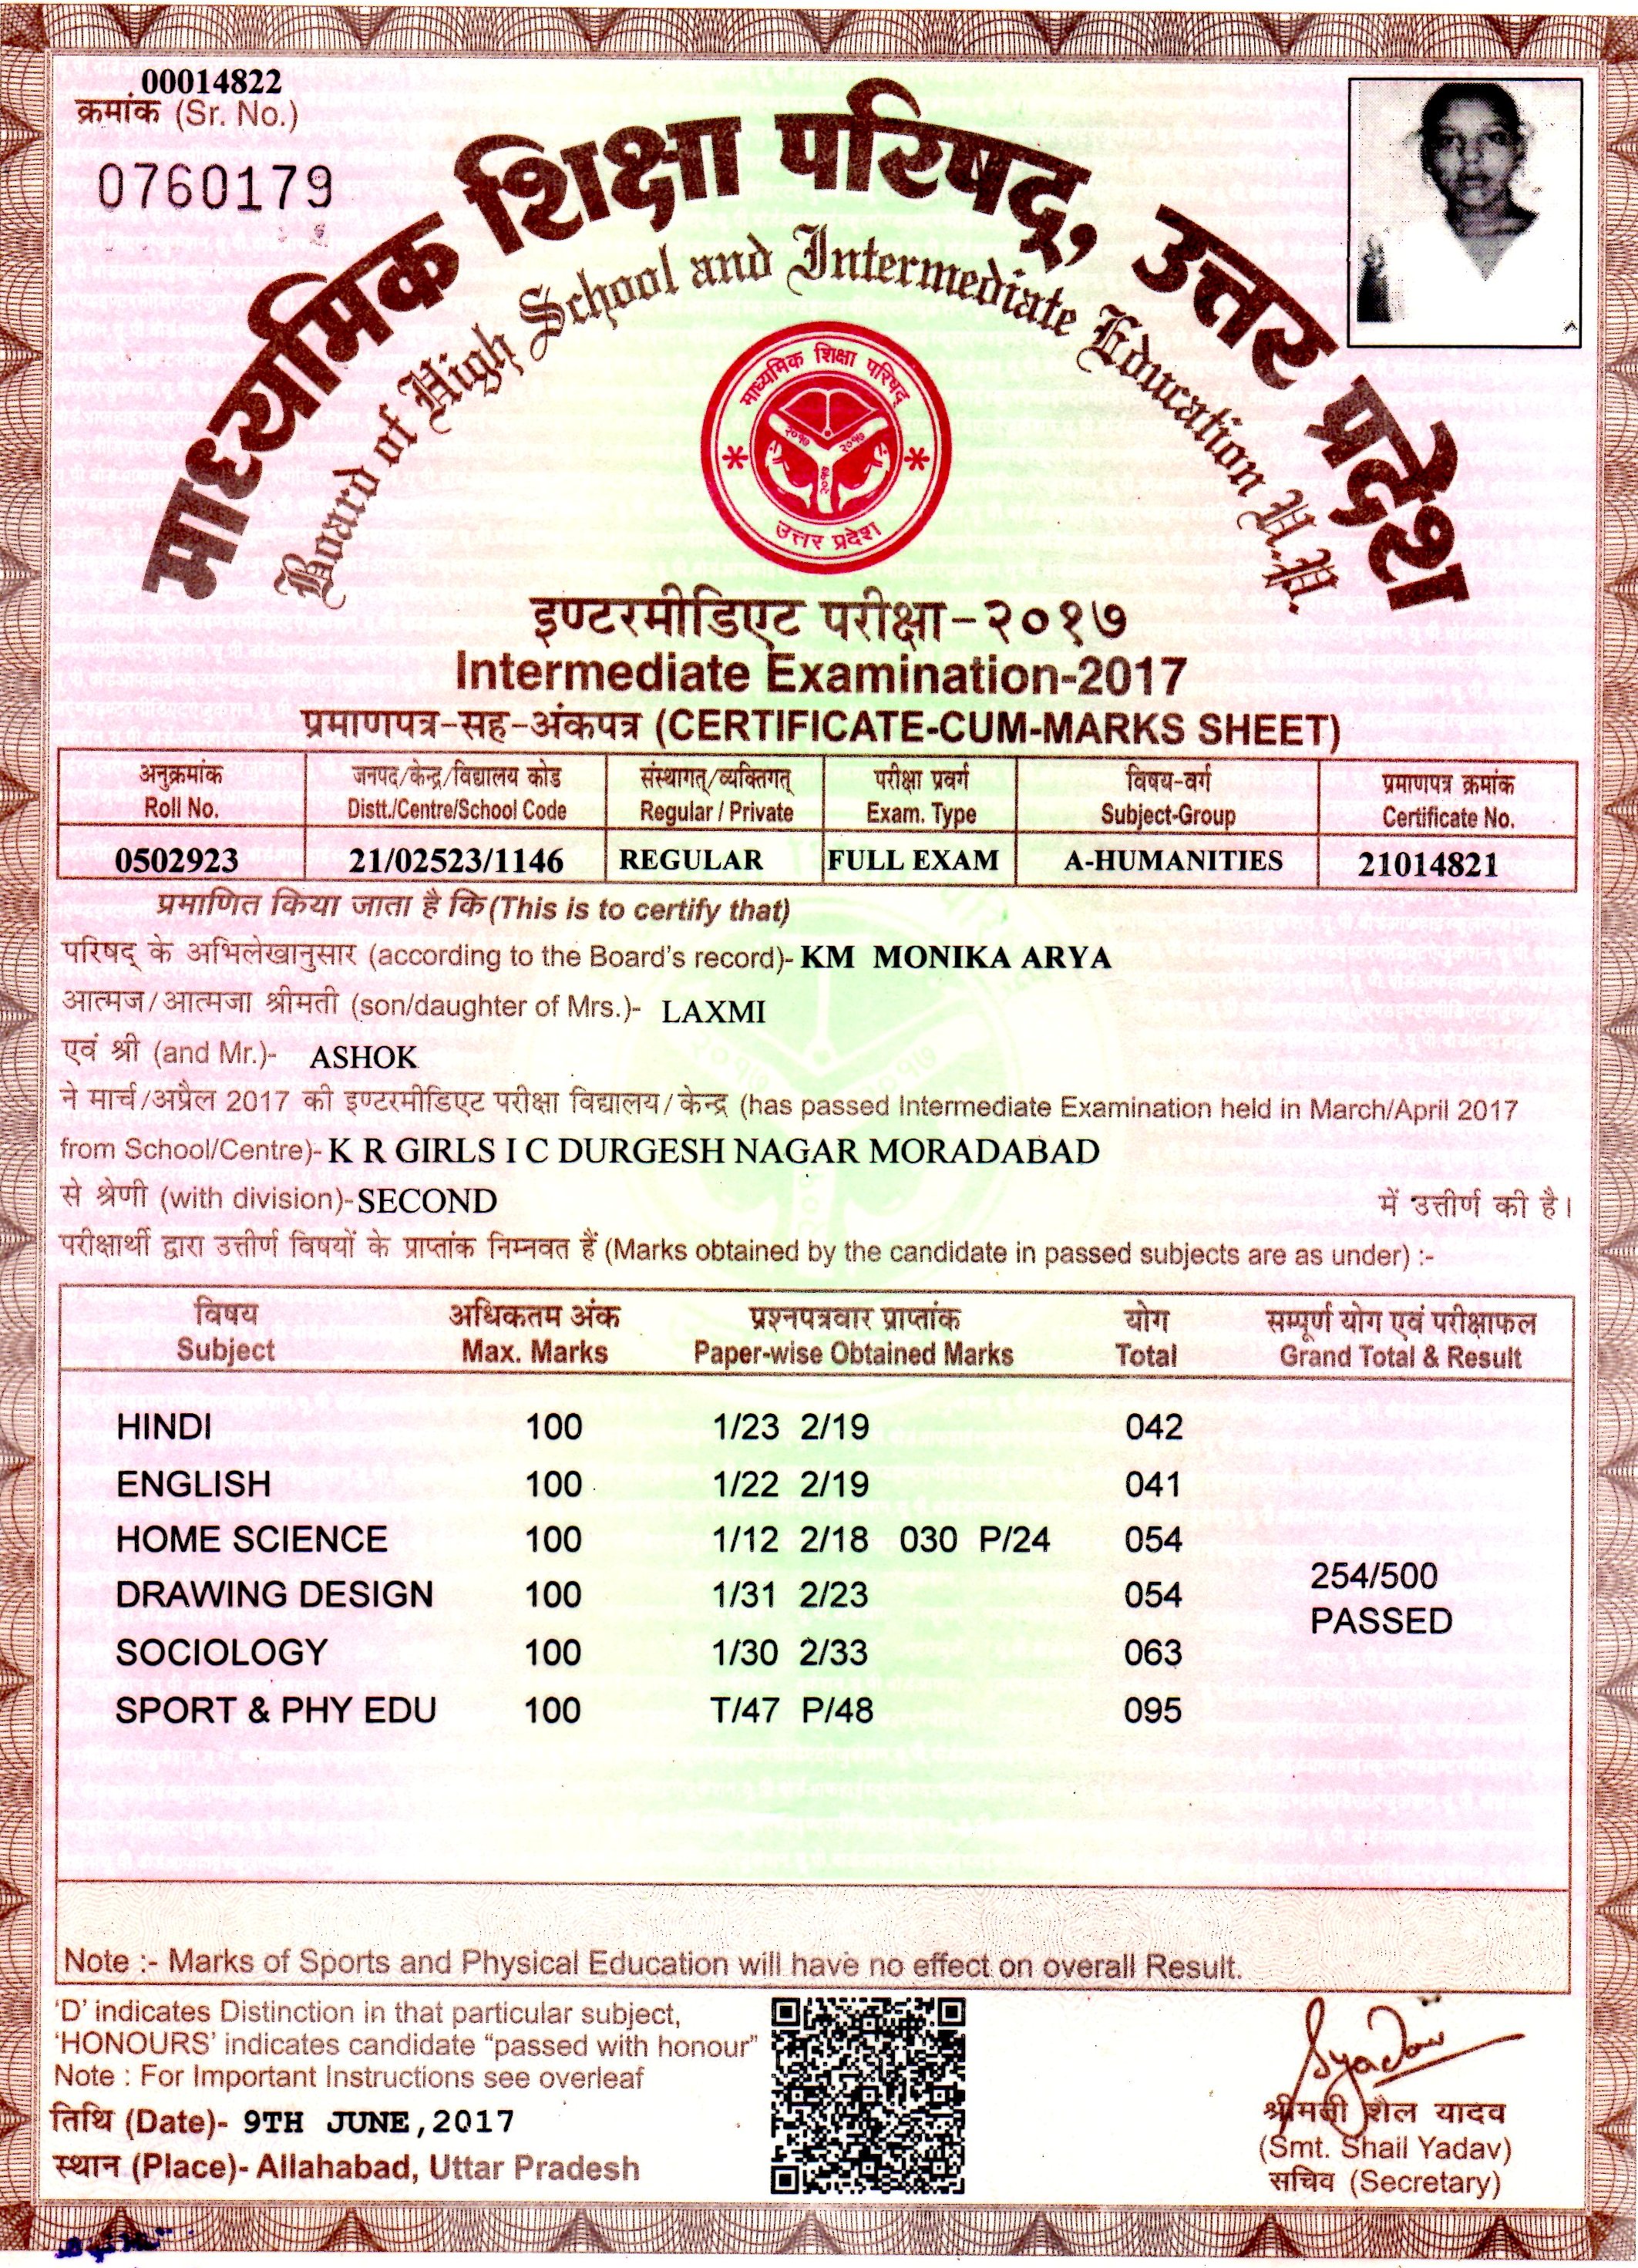 00014822
क्रमांक (Sr. No.)
0760179
माध्यमिक शिक्षा परिषद्, उत्तर प्रदेश
Board of High School and Intermediate Education U.P.
माध्यमिक शिक्षा परिषद्
२०१७ २०१७
२०१७
उत्तर प्रदेश
इण्टरमीडिएट परीक्षा-२०१७
Intermediate Examination-2017
प्रमाणपत्र-सह-अंकपत्र (CERTIFICATE-CUM-MARKS SHEET)
अनुक्रमांक जनपद/केन्द्र/विद्यालय कोड संस्थागत्/व्यक्तिगत् परीक्षा प्रवर्ग विषय-वर्ग प्रमाणपत्र क्रमांक
Roll No. Distt./Centre/School Code Regular / Private Exam. Type Subject-Group Certificate No.
0502923 21/02523/1146 REGULAR FULL EXAM A-HUMANITIES 21014821
प्रमाणित किया जाता है कि (This is to certify that)
परिषद् के अभिलेखानुसार (according to the Board's record)- KM MONIKA ARYA
आत्मज/आत्मजा श्रीमती (son/daughter of Mrs.)- LAXMI
एवं श्री (and Mr.)- ASHOK
ने मार्च/अप्रैल 2017 की इण्टरमीडिएट परीक्षा विद्यालय/केन्द्र (has passed Intermediate Examination held in March/April 2017
from School/Centre)- K R GIRLS I C DURGESH NAGAR MORADABAD
से श्रेणी (with division)- SECOND में उत्तीर्ण की है।
परीक्षार्थी द्वारा उत्तीर्ण विषयों के प्राप्तांक निम्नवत हैं (Marks obtained by the candidate in passed subjects are as under) :-
विषय अधिकतम अंक प्रश्नपत्रवार प्राप्तांक योग सम्पूर्ण योग एवं परीक्षाफल
Subject Max. Marks Paper-wise Obtained Marks Total Grand Total & Result
HINDI 100 1/23 2/19 042
ENGLISH 100 1/22 2/19 041
HOME SCIENCE 100 1/12 2/18 030 P/24 054
254/500
DRAWING DESIGN 100 1/31 2/23 054
PASSED
SOCIOLOGY 100 1/30 2/33 063
SPORT & PHY EDU 100 T/47 P/48 095
Note :- Marks of Sports and Physical Education will have no effect on overall Result.
'D' indicates Distinction in that particular subject,
'HONOURS' indicates candidate "passed with honour"
Note : For Important Instructions see overleaf
तिथि (Date)- 9TH JUNE,2017
स्थान (Place)- Allahabad, Uttar Pradesh
Syadav
श्रीमती शैल यादव
(Smt. Shail Yadav)
सचिव (Secretary)